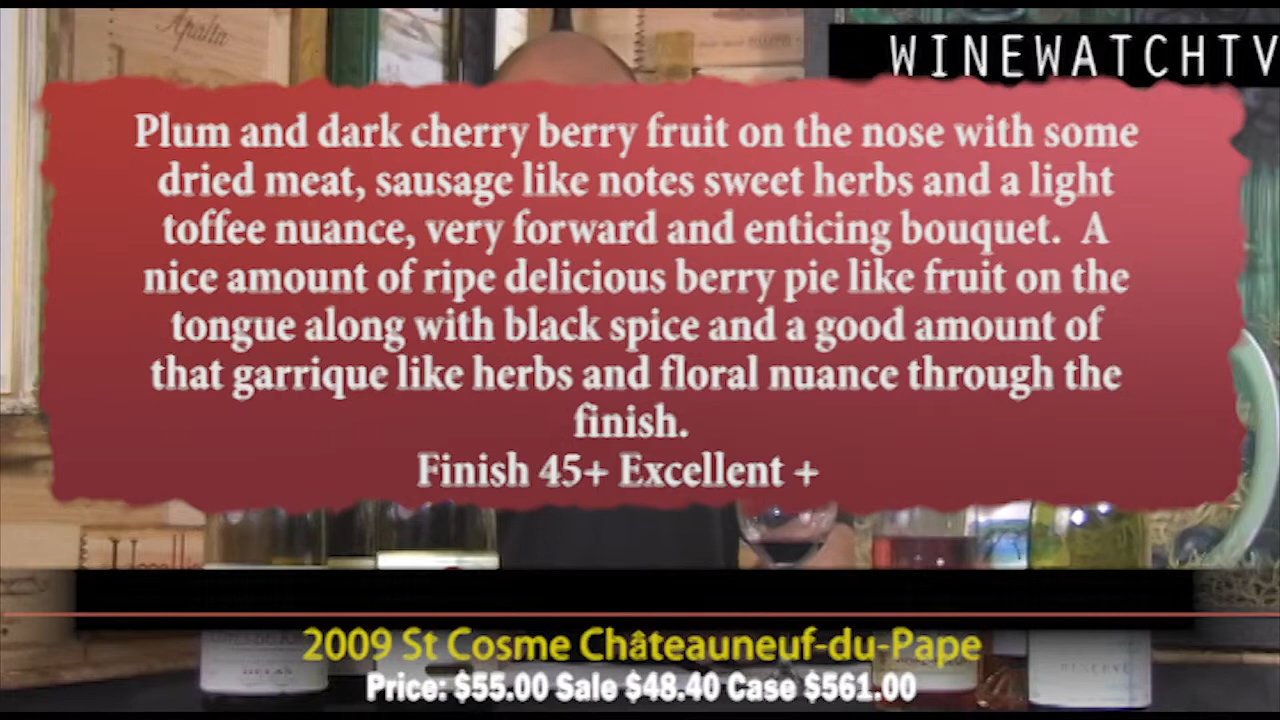 Apalta
WINEWATCHTV
Plum and dark cherry berry fruit on the nose with some
dried meat, sausage like notes sweet herbs and a light
toffee nuance, very forward and enticing bouquet. A
nice amount of ripe delicious berry pie like fruit on the
tongue along with black spice and a good amount of
that garrique like herbs and floral nuance through the
finish.
Finish 45+ Excellent +
2009 St Cosme Châteauneuf-du-Pape
Price: $55.00 Sale $48.40 Case $561.00
RESERVE